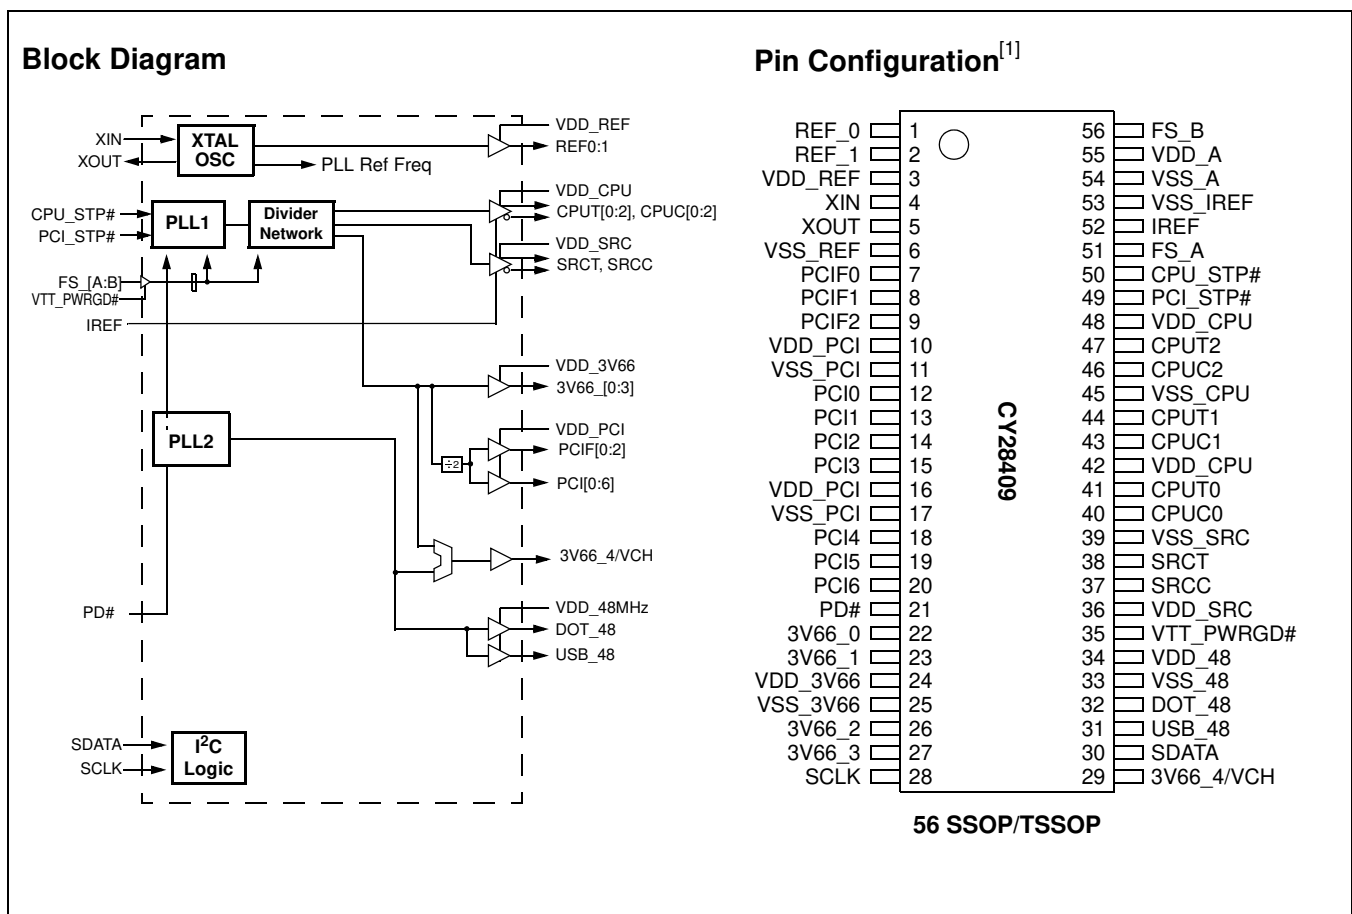 Block Diagram
XIN
XOUT
XTAL
OSC
VDD_REF
REF0:1
PLL Ref Freq
CPU_STP#
PCI_STP#
PLL1
Divider
Network
VDD_CPU
CPUT[0:2], CPUC[0:2]
VDD_SRC
SRCT, SRCC
FS_[A:B]
VTT_PWRGD#
IREF
VDD_3V66
3V66_[0:3]
PLL2
VDD_PCI
PCIF[0:2]
÷2
PCI[0:6]
3V66_4/VCH
PD#
VDD_48MHz
DOT_48
USB_48
SDATA
SCLK
I2C
Logic
Pin Configuration[1]
REF_0 1 56 FS_B
REF_1 2 55 VDD_A
VDD_REF 3 54 VSS_A
XIN 4 53 VSS_IREF
XOUT 5 52 IREF
VSS_REF 6 51 FS_A
PCIF0 7 50 CPU_STP#
PCIF1 8 49 PCI_STP#
PCIF2 9 48 VDD_CPU
VDD_PCI 10 47 CPUT2
VSS_PCI 11 46 CPUC2
PCI0 12 45 VSS_CPU
PCI1 13 44 CPUT1
PCI2 14 43 CPUC1
PCI3 15 42 VDD_CPU
VDD_PCI 16 41 CPUT0
VSS_PCI 17 40 CPUC0
PCI4 18 39 VSS_SRC
PCI5 19 38 SRCT
PCI6 20 37 SRCC
PD# 21 36 VDD_SRC
3V66_0 22 35 VTT_PWRGD#
3V66_1 23 34 VDD_48
VDD_3V66 24 33 VSS_48
VSS_3V66 25 32 DOT_48
3V66_2 26 31 USB_48
3V66_3 27 30 SDATA
SCLK 28 29 3V66_4/VCH
CY28409
56 SSOP/TSSOP